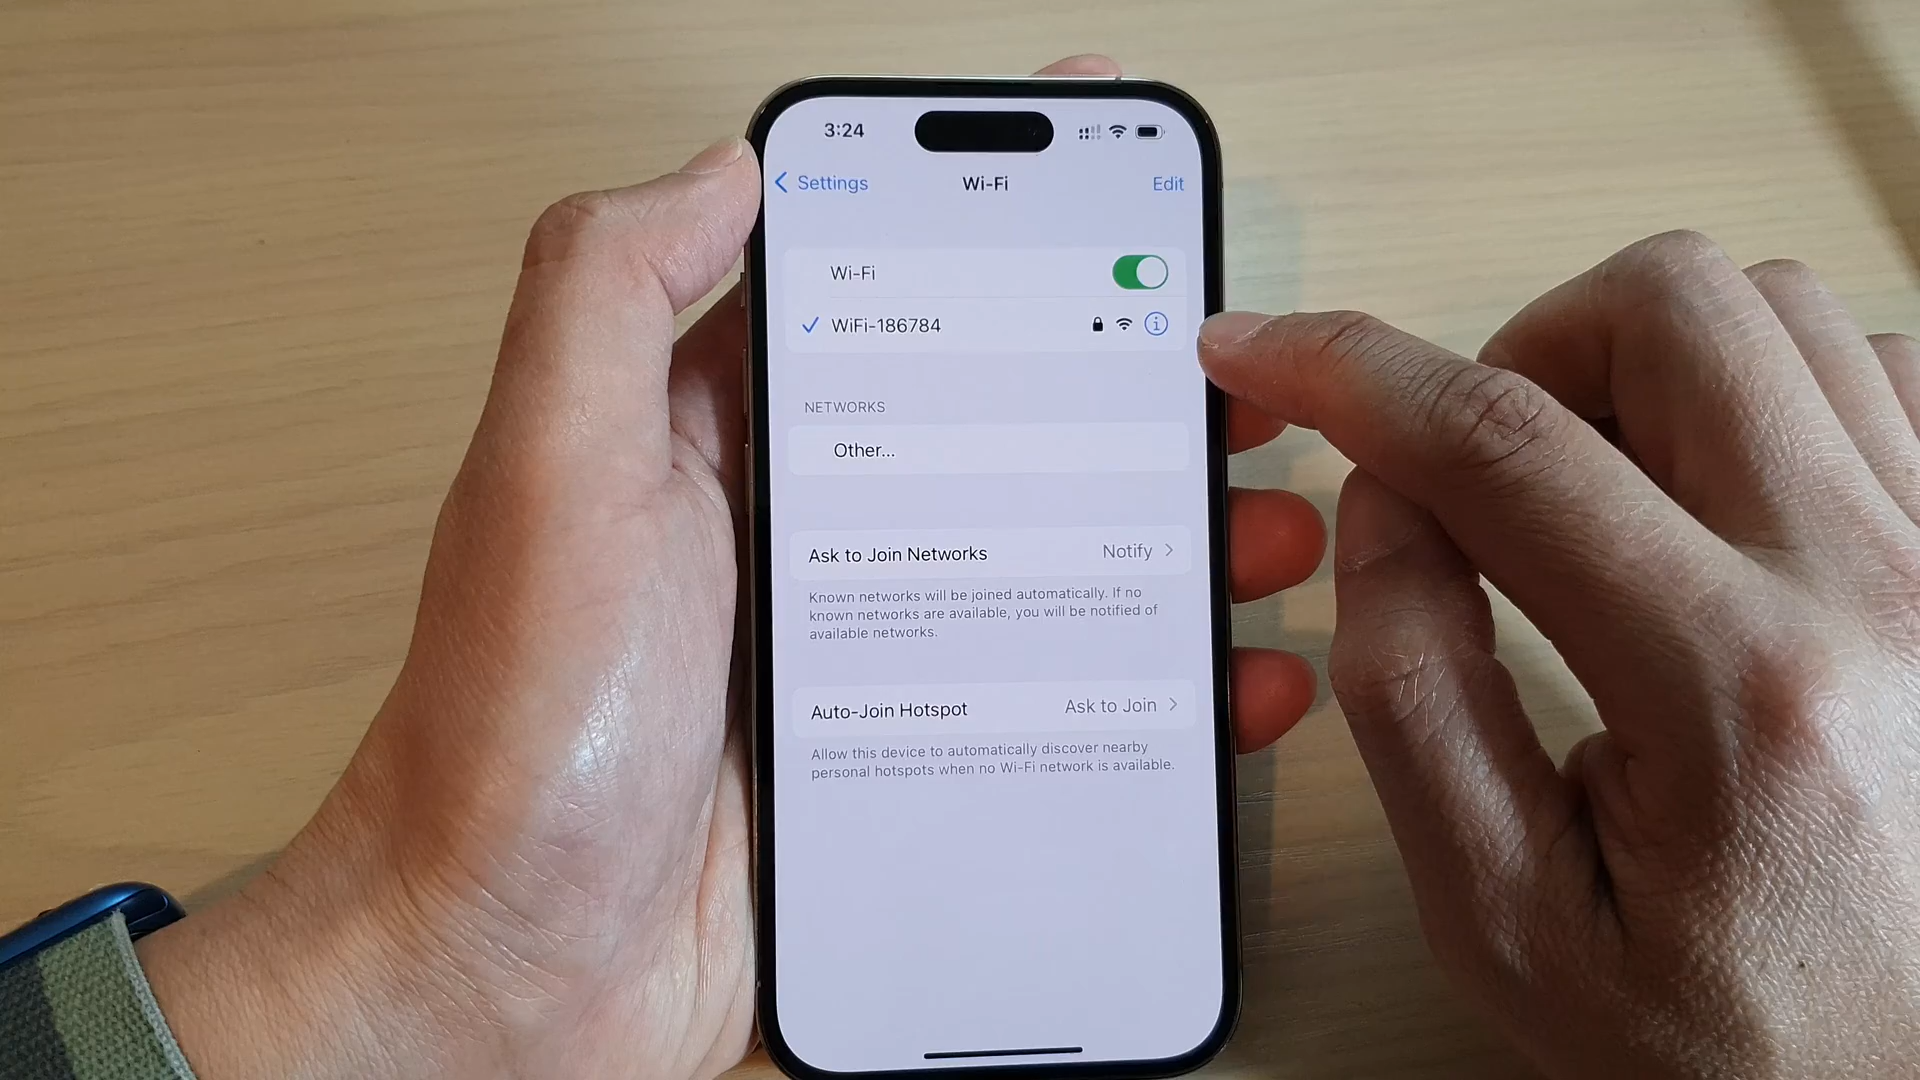 3:24
Settings
Wi-Fi
Edit
Wi-Fi
WiFi-186784
NETWORKS
Other...
Ask to Join Networks
Notify
Known networks will be joined automatically. If no
known networks are available, you will be notified of
available networks.
Auto-Join Hotspot
Ask to Join
Allow this device to automatically discover nearby
personal hotspots when no Wi-Fi network is available.